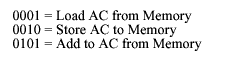 0001 = Load AC from Memory
0010 = Store AC to Memory
0101 = Add to AC from Memory